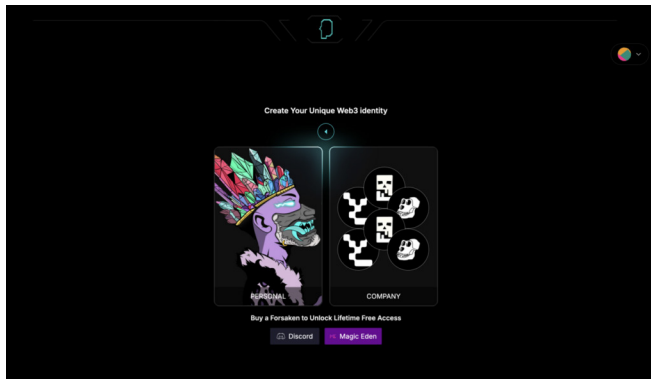 Create Your Unique Web3 identity
PERSONAL
COMPANY
Buy a Forsaken to Unlock Lifetime Free Access
Discord
Magic Eden